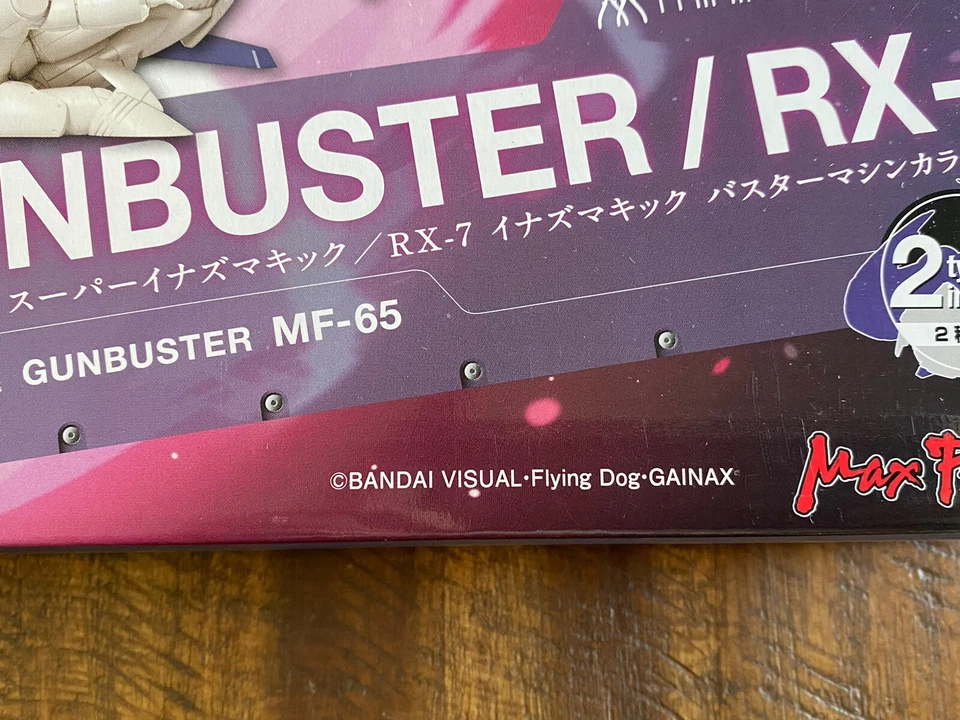 NBUSTER / RX-
スーパーイナズマキック／RX-7 イナズマキック バスターマシンカラ
GUNBUSTER MF-65
2
2
©BANDAI VISUAL・Flying Dog・GAINAX
Max F